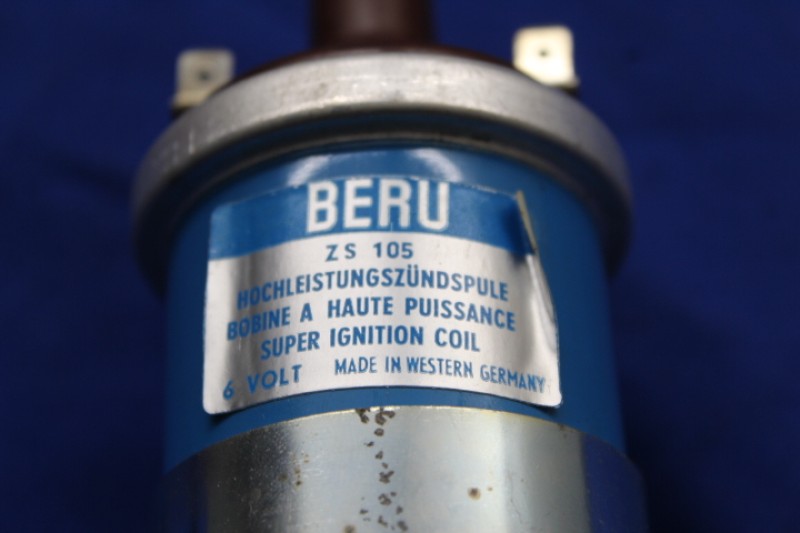 BERU
ZS 105
HOCHLEISTUNGSZÜNDSPULE
BOBINE A HAUTE PUISSANCE
SUPER IGNITION COIL
6 VOLT MADE IN WESTERN GERMANY